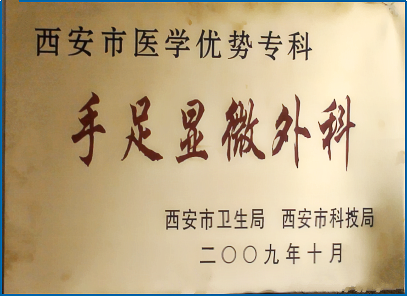 西安市医学优势专科
手足显微外科
西安市卫生局 西安市科技局
二〇〇九年十月